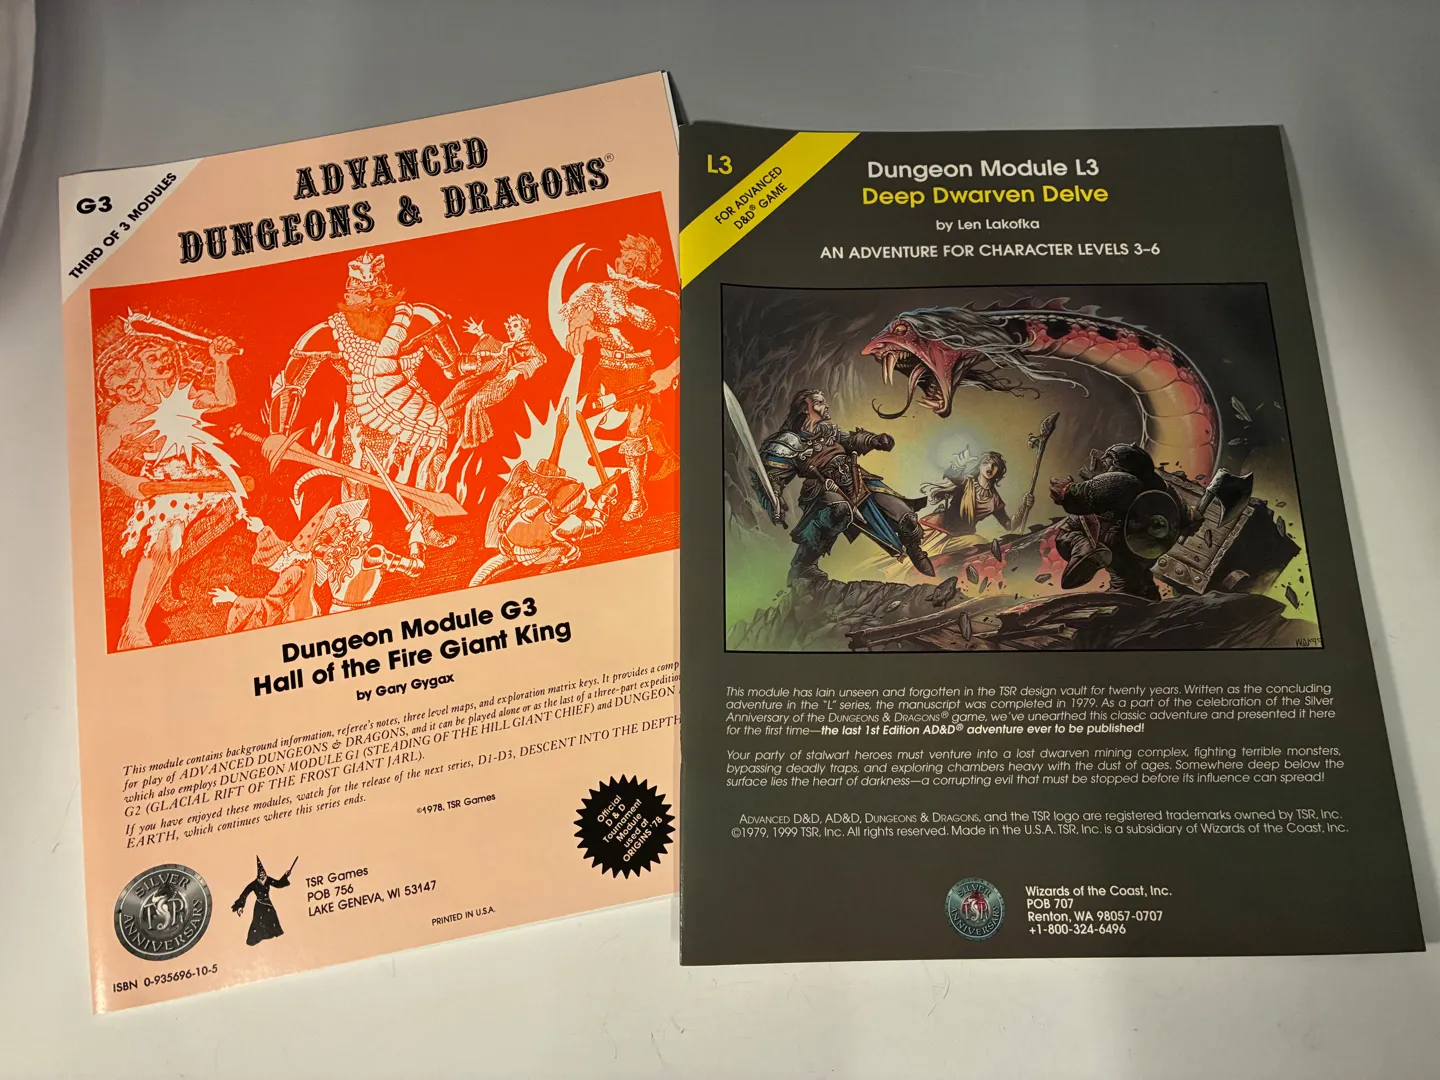 G3
THIRD OF 3 MODULES
ADVANCED
DUNGEONS & DRAGONS®
Dungeon Module G3
Hall of the Fire Giant King
by Gary Gygax
This module contains background information, referee's notes, three level maps, and exploration matrix keys. It provides a comp
for play of ADVANCED DUNGEONS & DRAGONS, and it can be played alone or as the last of a three-part expedition
which also employs DUNGEON MODULE G1 (STEADING OF THE HILL GIANT CHIEF) and DUNGEON
G2 (GLACIAL RIFT OF THE FROST GIANT JARL).
If you have enjoyed these modules, watch for the release of the next series, D1-D3, DESCENT INTO THE DEPTH
EARTH, which continues where this series ends.
©1978, TSR Games
Official
D & D
Tournament
Module
used at
ORIGINS '78
SILVER
TSR
ANNIVERSARY
TSR Games
POB 756
LAKE GENEVA, WI 53147
PRINTED IN U.S.A.
ISBN 0-935696-10-5
L3
FOR ADVANCED
D&D® GAME
Dungeon Module L3
Deep Dwarven Delve
by Len Lakofka
AN ADVENTURE FOR CHARACTER LEVELS 3–6
This module has lain unseen and forgotten in the TSR design vault for twenty years. Written as the concluding
adventure in the "L" series, the manuscript was completed in 1979. As a part of the celebration of the Silver
Anniversary of the DUNGEONS & DRAGONS® game, we've unearthed this classic adventure and presented it here
for the first time—the last 1st Edition AD&D® adventure ever to be published!
Your party of stalwart heroes must venture into a lost dwarven mining complex, fighting terrible monsters,
bypassing deadly traps, and exploring chambers heavy with the dust of ages. Somewhere deep below the
surface lies the heart of darkness—a corrupting evil that must be stopped before its influence can spread!
ADVANCED D&D, AD&D, DUNGEONS & DRAGONS, and the TSR logo are registered trademarks owned by TSR, Inc.
©1979, 1999 TSR, Inc. All rights reserved. Made in the U.S.A. TSR, Inc. is a subsidiary of Wizards of the Coast, Inc.
SILVER
TSR
ANNIVERSARY
Wizards of the Coast, Inc.
POB 707
Renton, WA 98057-0707
+1-800-324-6496